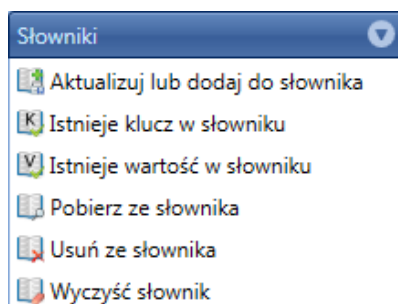 Słowniki
Aktualizuj lub dodaj do słownika
K Istnieje klucz w słowniku
V Istnieje wartość w słowniku
Pobierz ze słownika
Usuń ze słownika
Wyczyść słownik